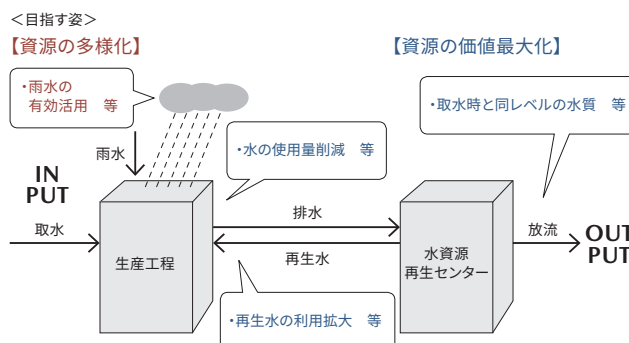 ＜目指す姿＞
【資源の多様化】
【資源の価値最大化】
・雨水の
有効活用　等
・取水時と同レベルの水質　等
雨水
・水の使用量削減　等
IN
PUT
取水
生産工程
排水
再生水
水資源
再生センター
放流
OUT
PUT
・再生水の利用拡大　等